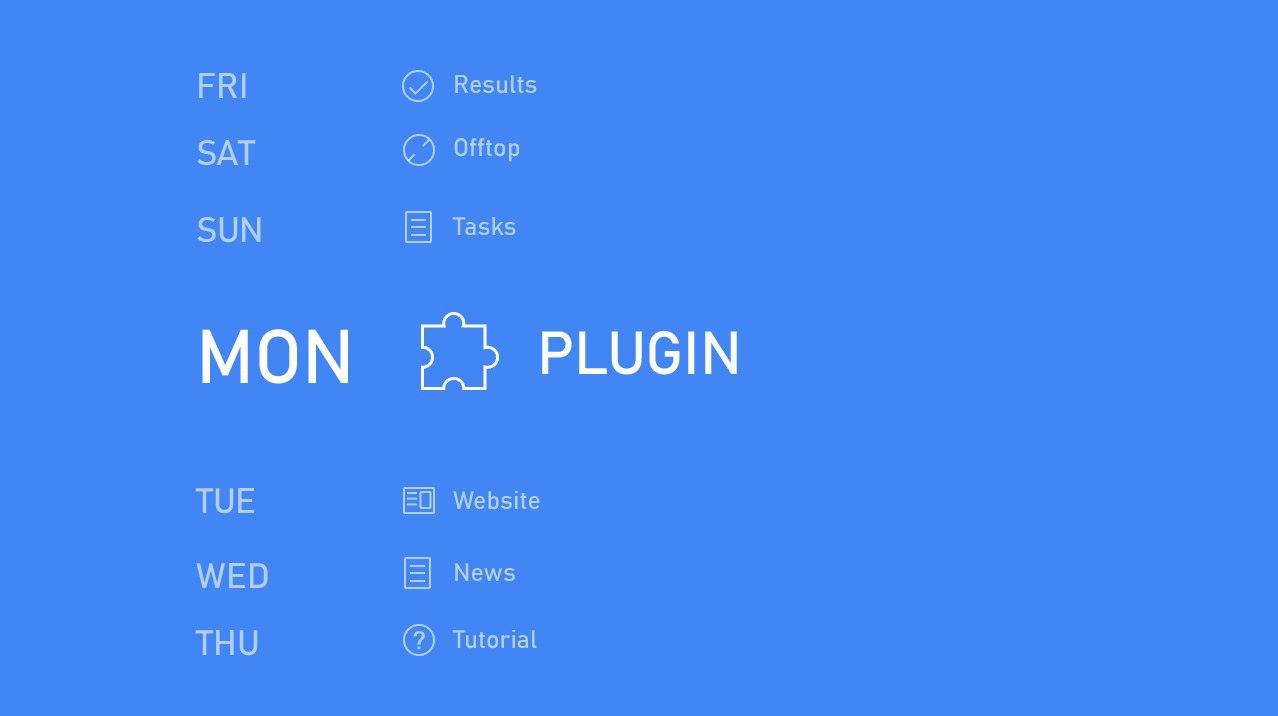 FRI Results
SAT Offtop
SUN Tasks
MON PLUGIN
TUE Website
WED News
THU ? Tutorial